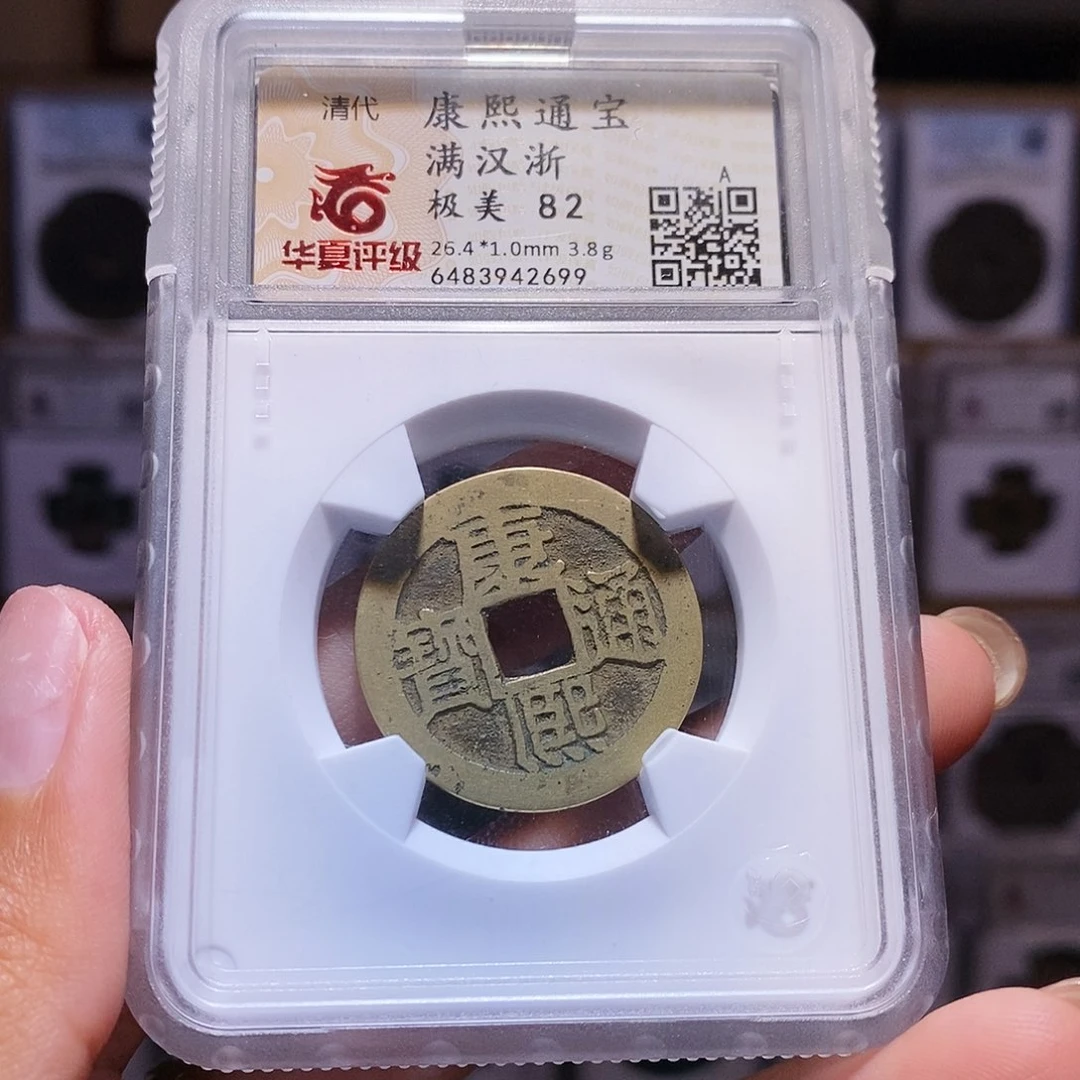 清代
康熙通宝
满汉浙
极美 82
A
华夏评级
26.4*1.0mm 3.8g
6483942699
康
通
寶
熙